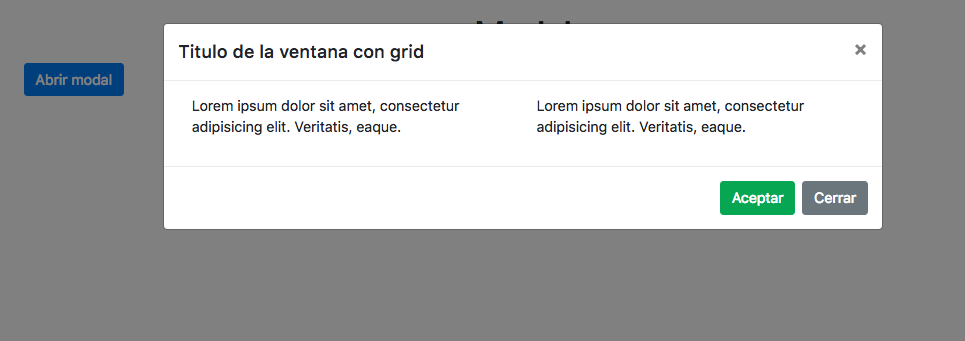 Titulo de la ventana con grid
×
Abrir modal
Lorem ipsum dolor sit amet, consectetur
adipisicing elit. Veritatis, eaque.
Lorem ipsum dolor sit amet, consectetur
adipisicing elit. Veritatis, eaque.
Aceptar
Cerrar